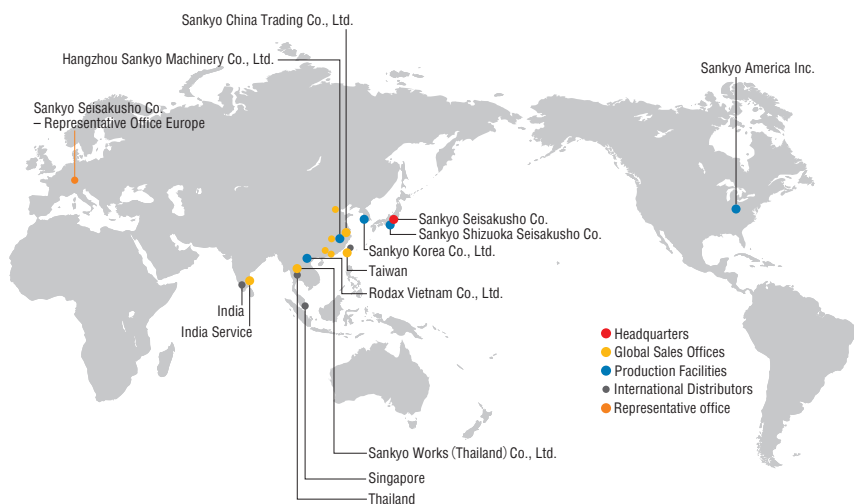 Sankyo China Trading Co., Ltd.
Hangzhou Sankyo Machinery Co., Ltd.
Sankyo America Inc.
Sankyo Seisakusho Co.
– Representative Office Europe
Sankyo Seisakusho Co.
Sankyo Shizuoka Seisakusho Co.
Sankyo Korea Co., Ltd.
Taiwan
Rodax Vietnam Co., Ltd.
India
India Service
Headquarters
Global Sales Offices
Production Facilities
International Distributors
Representative office
Sankyo Works (Thailand) Co., Ltd.
Singapore
Thailand